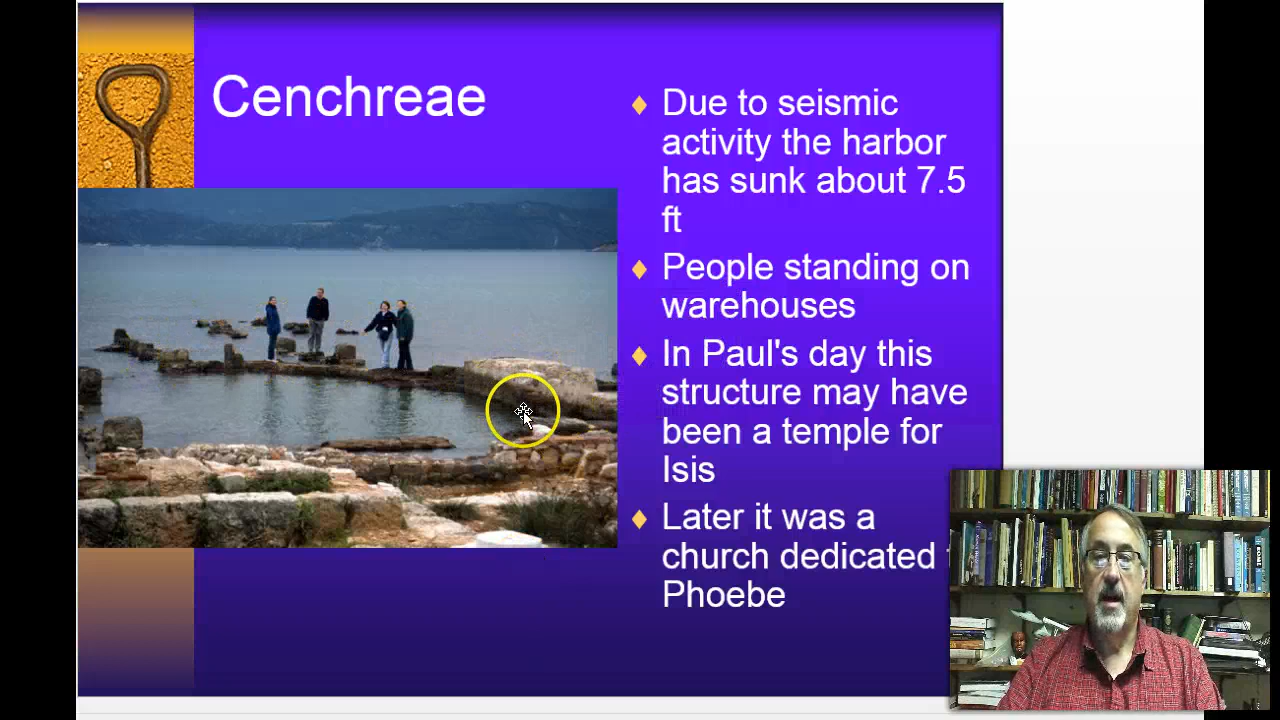 Cenchreae
Due to seismic
activity the harbor
has sunk about 7.5
ft
People standing on
warehouses
In Paul's day this
structure may have
been a temple for
Isis
Later it was a
church dedicated
Phoebe